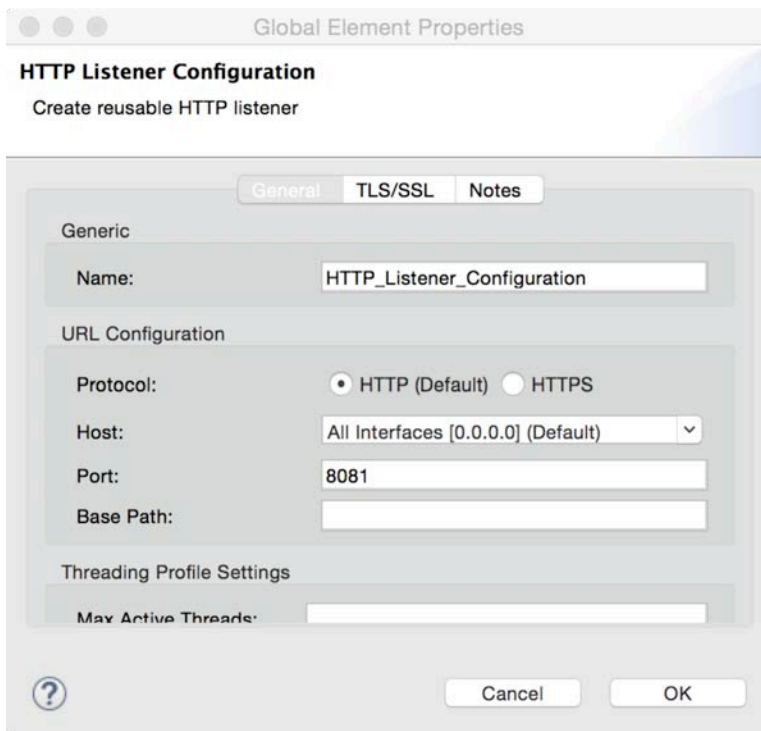 Global Element Properties
HTTP Listener Configuration
Create reusable HTTP listener
General TLS/SSL Notes
Generic
Name: HTTP_Listener_Configuration
URL Configuration
Protocol: HTTP (Default) HTTPS
Host: All Interfaces [0.0.0.0] (Default)
Port: 8081
Base Path:
Threading Profile Settings
Max Active Threads:
? Cancel OK